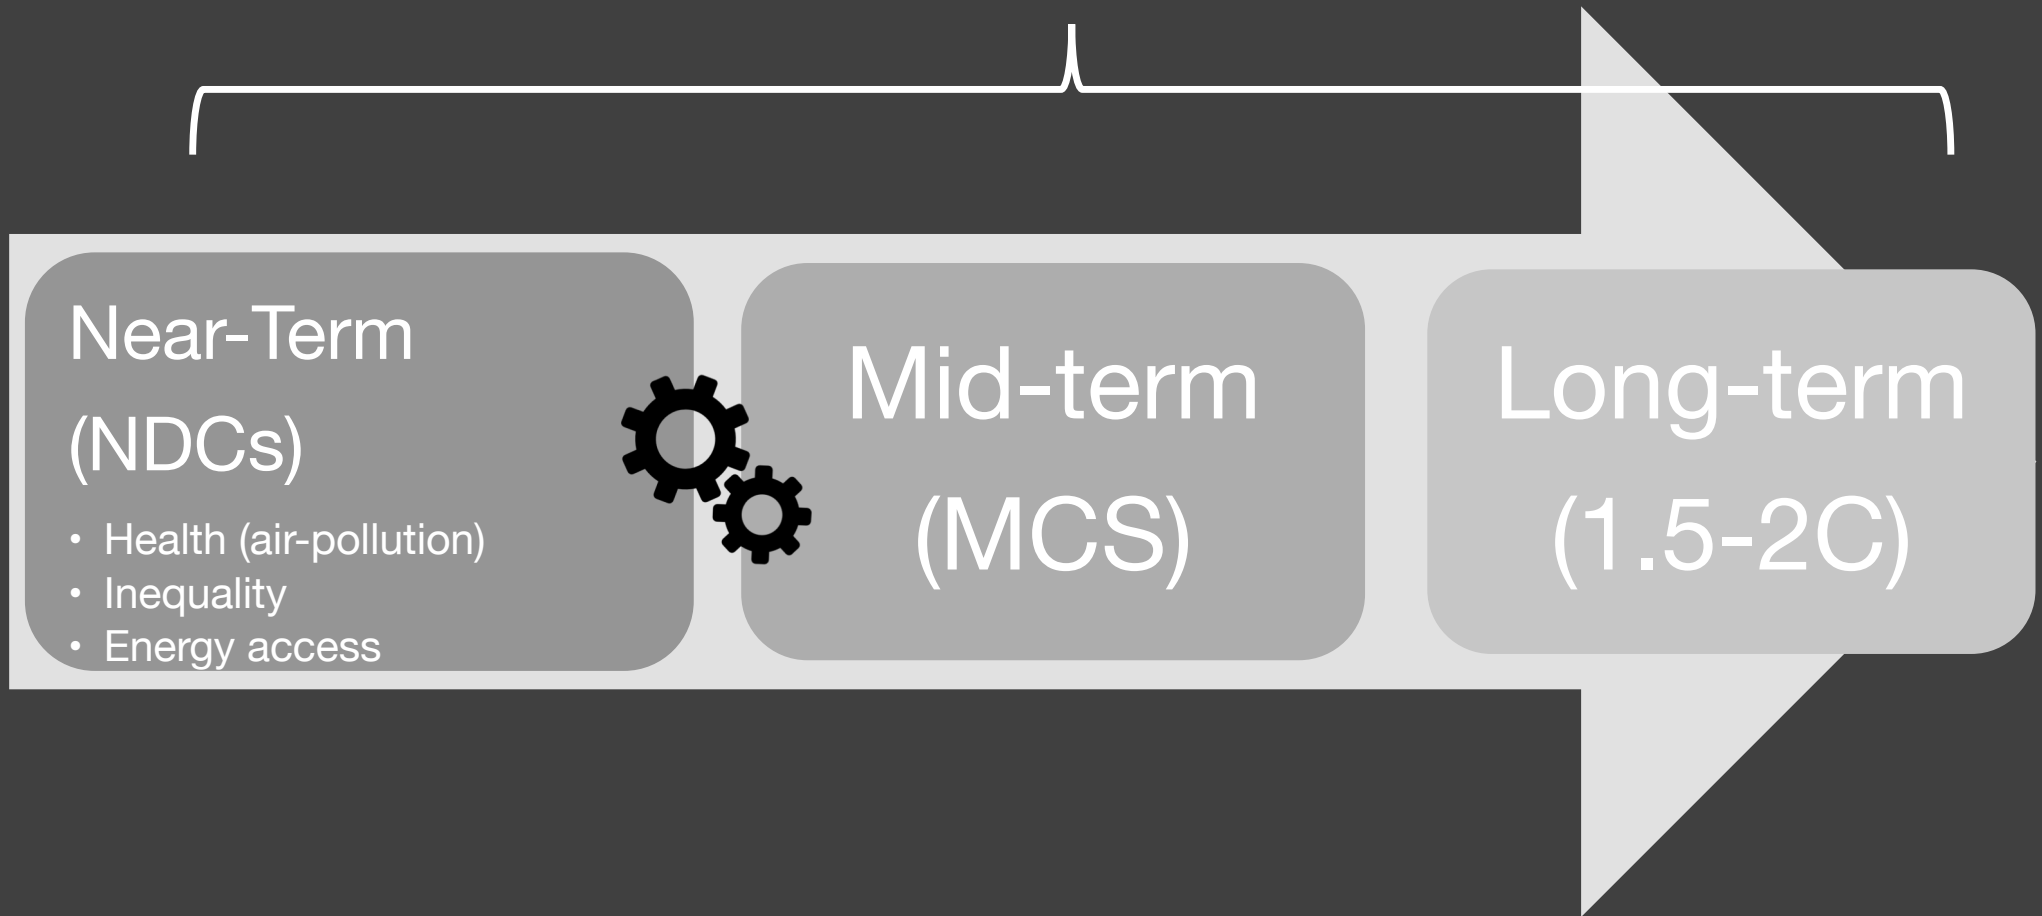 Near-Term
(NDCs)
• Health (air-pollution)
• Inequality
• Energy access
Mid-term
(MCS)
Long-term
(1.5-2C)